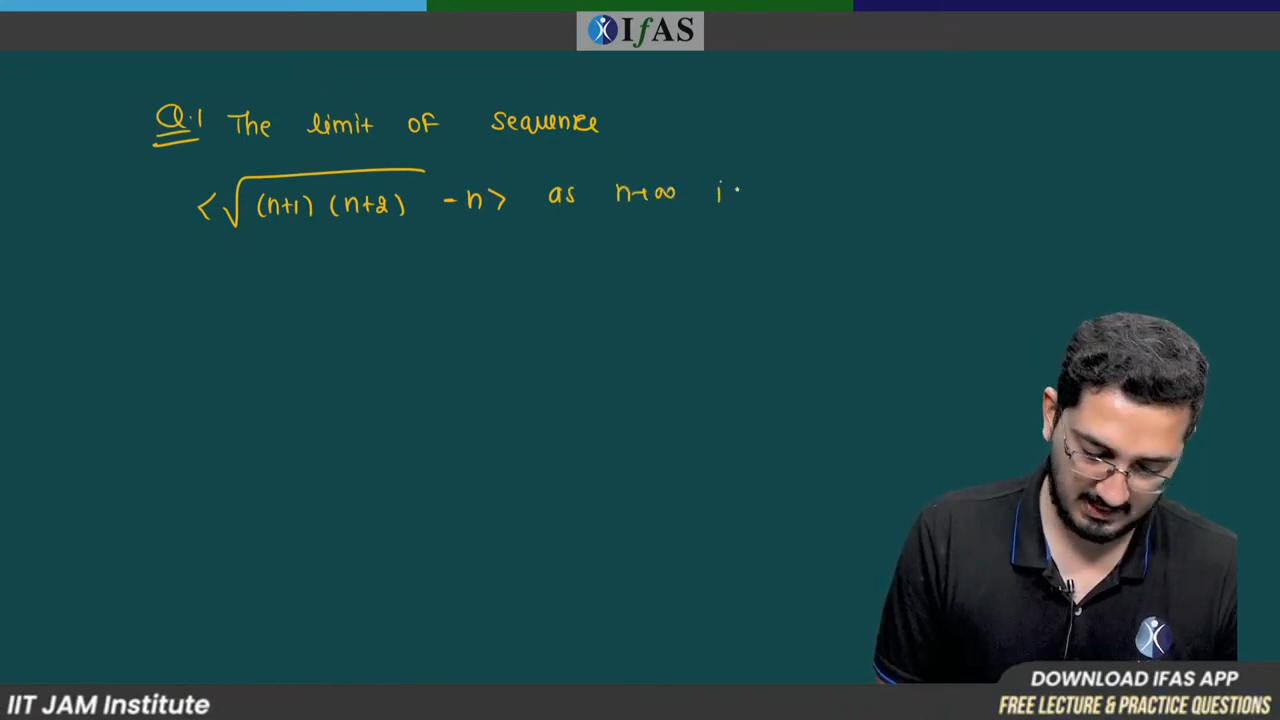 IfAS
Q.1 The limit of sequence
<√(n+1) (n+2) - n> as n→∞ i
DOWNLOAD IFAS APP
IIT JAM Institute
FREE LECTURE & PRACTICE QUESTIONS